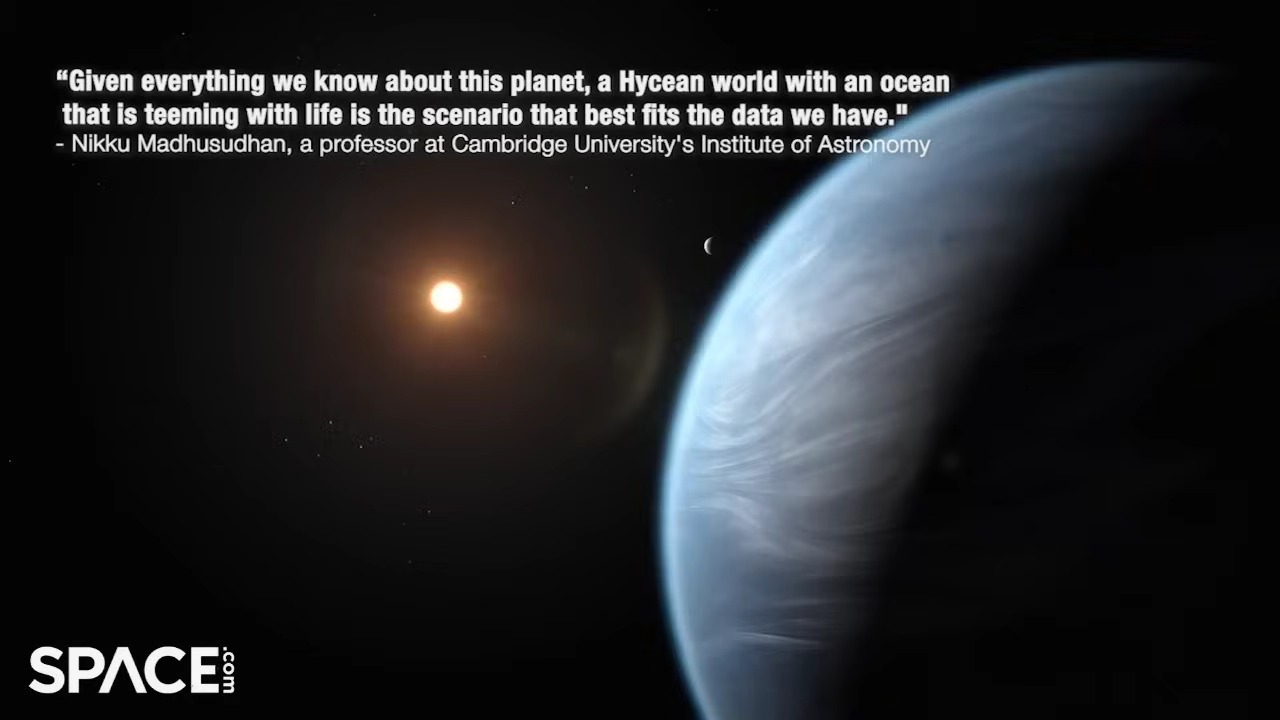 “Given everything we know about this planet, a Hycean world with an ocean
that is teeming with life is the scenario that best fits the data we have."
- Nikku Madhusudhan, a professor at Cambridge University's Institute of Astronomy
SPACE.com